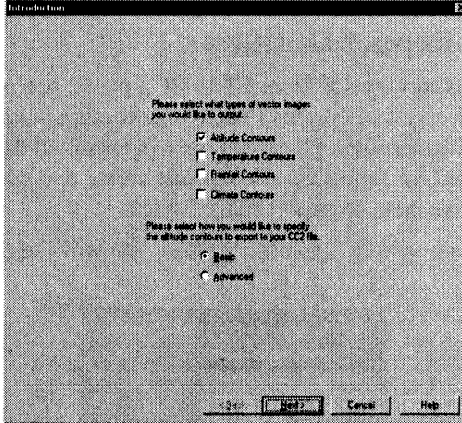 Introduction
Please select what types of vector images
you would like to output.
Altitude Contours
Temperature Contours
Rainfall Contours
Climate Contours
Please select how you would like to specify
the altitude contours to export to your CC2 file.
Basic
Advanced
< Back Next > Cancel Help